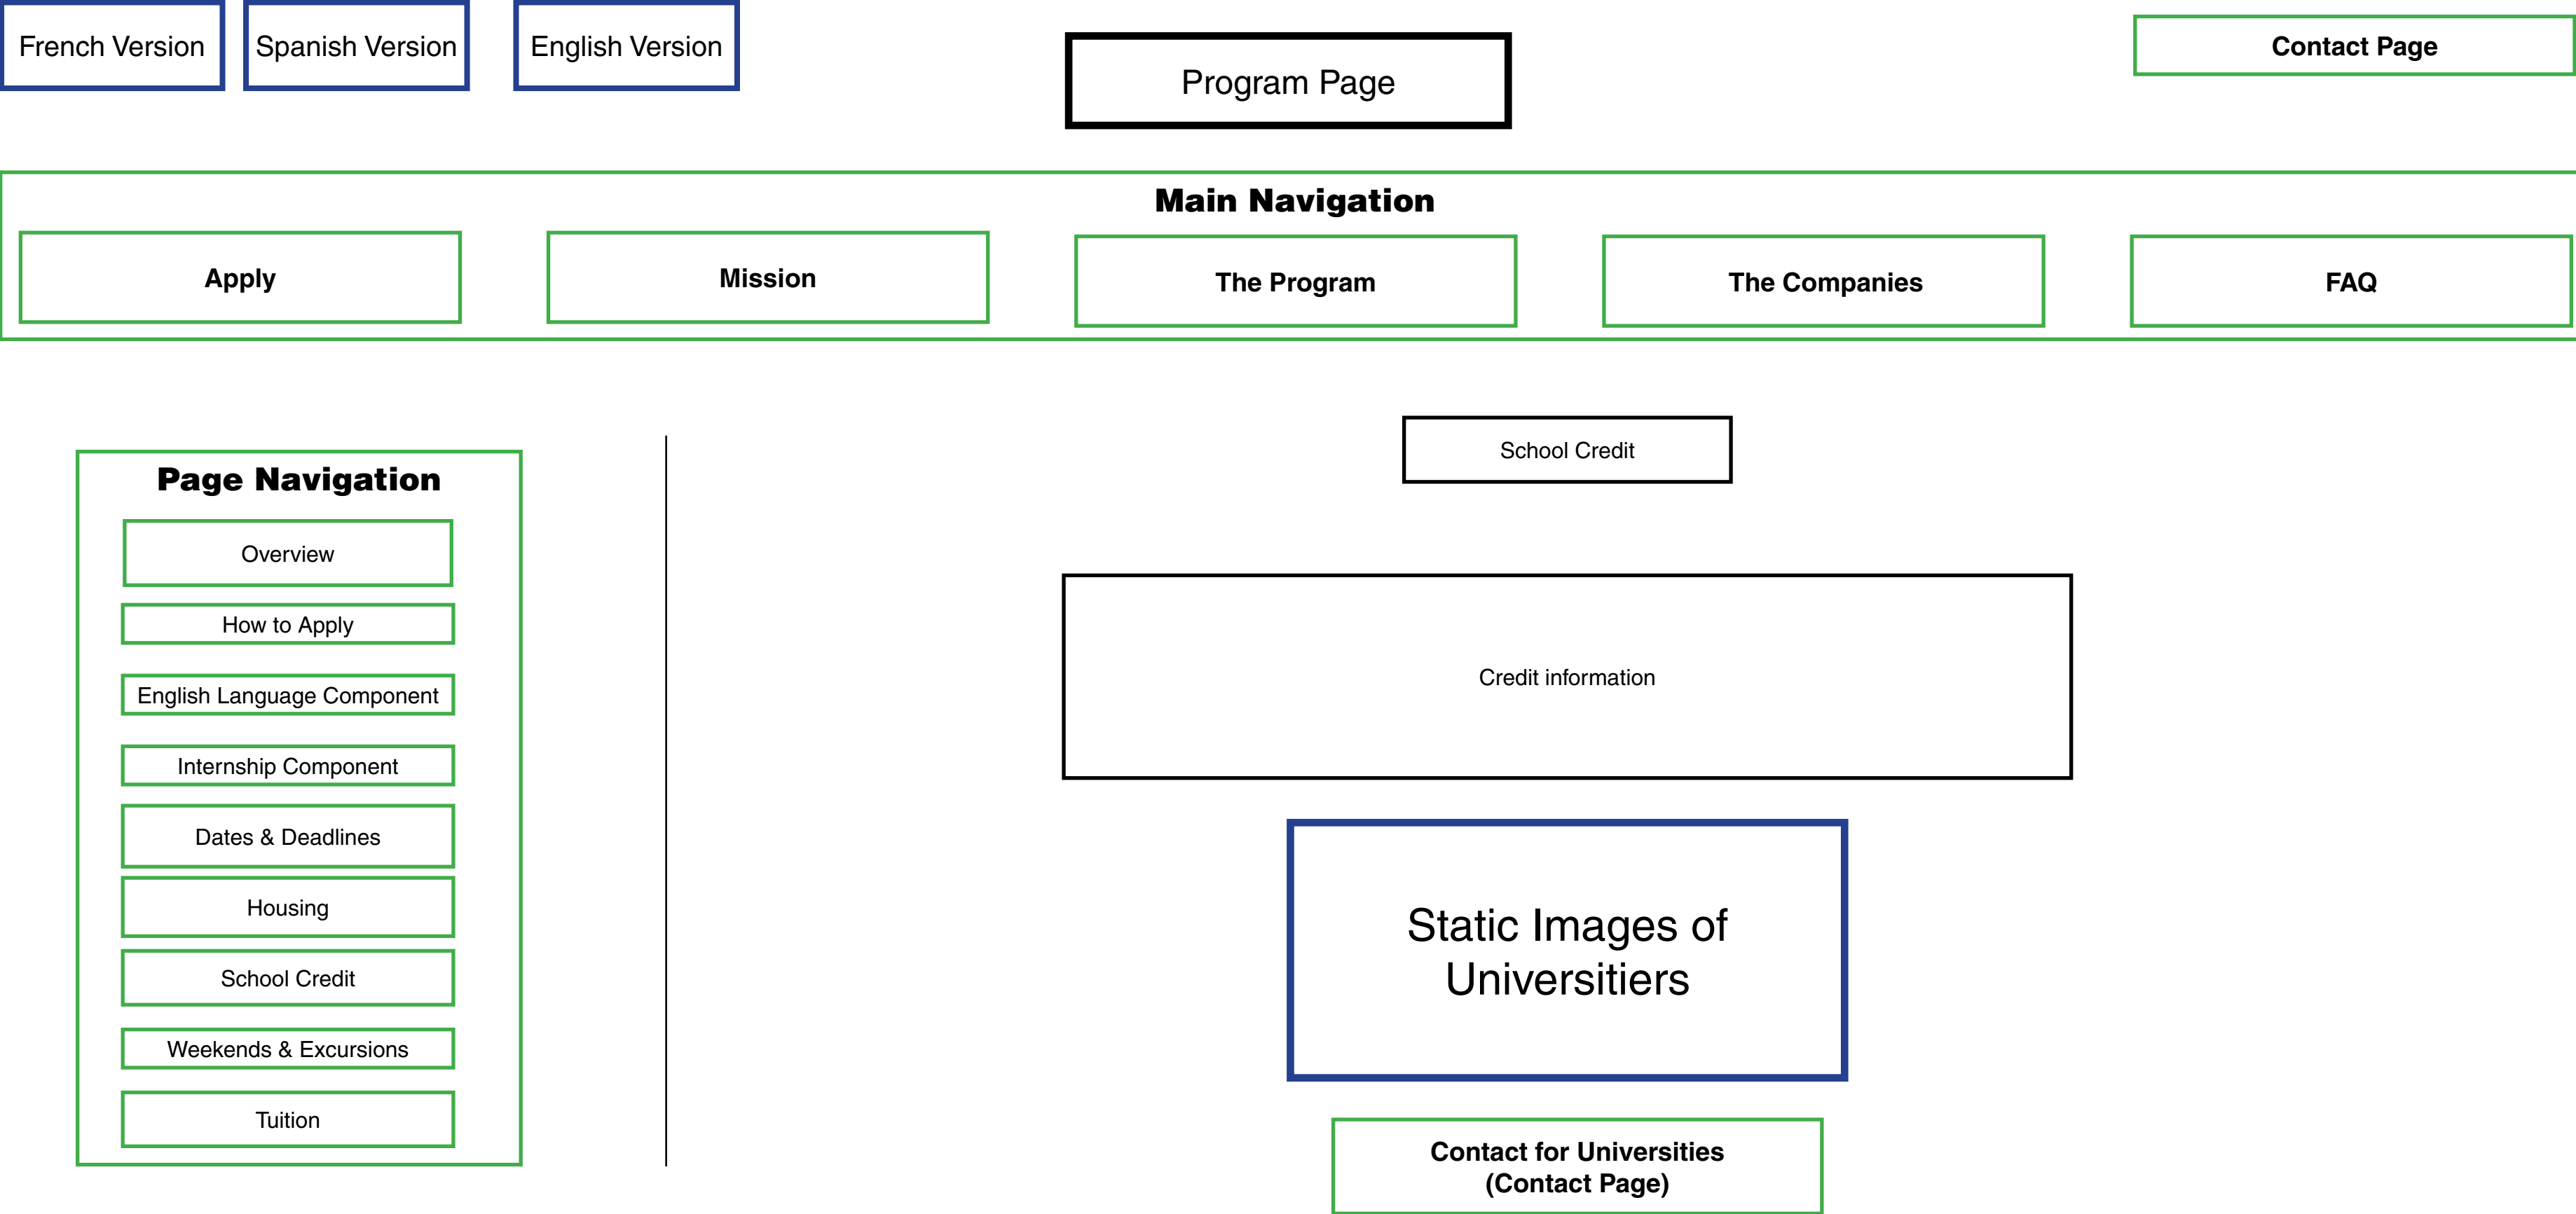 French Version
Spanish Version
English Version
Program Page
Contact Page
Main Navigation
Apply
Mission
The Program
The Companies
FAQ
Page Navigation
Overview
How to Apply
English Language Component
Internship Component
Dates & Deadlines
Housing
School Credit
Weekends & Excursions
Tuition
School Credit
Credit information
Static Images of
Universitiers
Contact for Universities
(Contact Page)